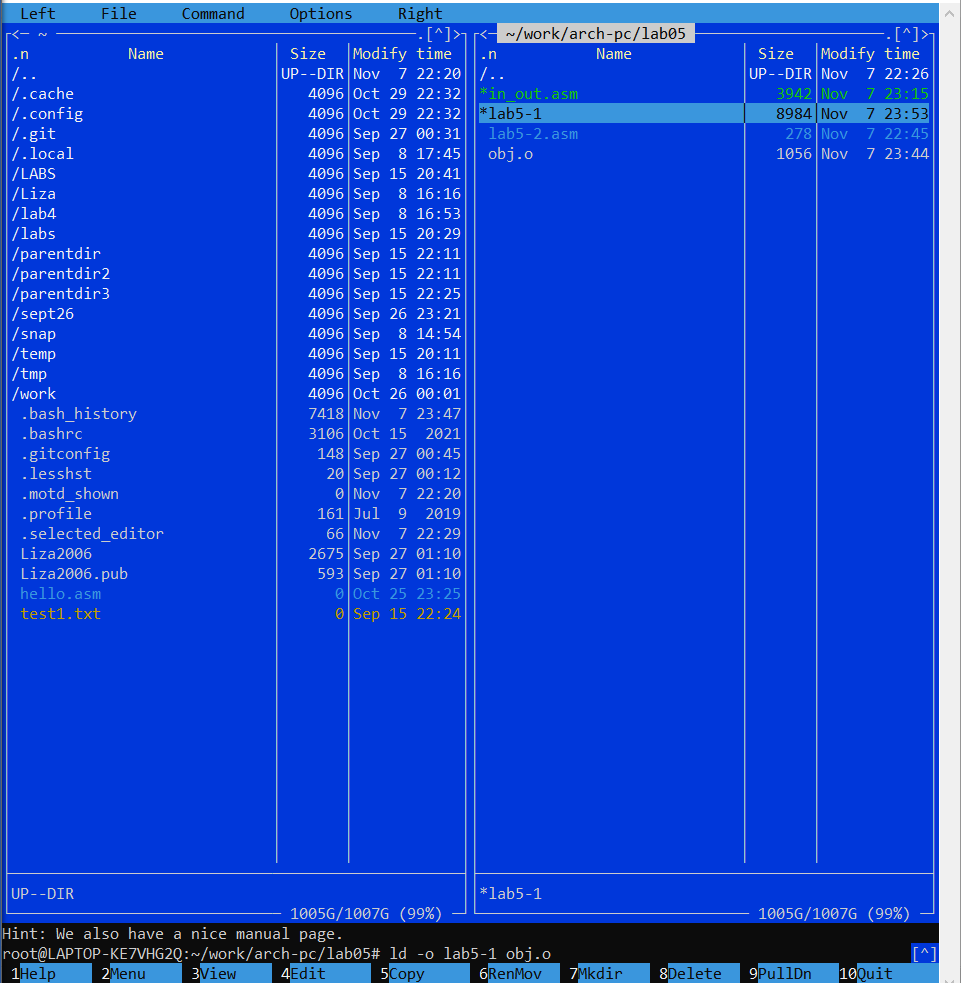 Left File Command Options Right
<─ ~ .[^]> <─ ~/work/arch-pc/lab05 .[^]>
.n Name Size Modify time .n Name Size Modify time
/.. UP--DIR Nov 7 22:20 /.. UP--DIR Nov 7 22:26
/.cache 4096 Oct 29 22:32 *in_out.asm 3942 Nov 7 23:15
/.config 4096 Oct 29 22:32 *lab5-1 8984 Nov 7 23:53
/.git 4096 Sep 27 00:31 lab5-2.asm 278 Nov 7 22:45
/.local 4096 Sep 8 17:45 obj.o 1056 Nov 7 23:44
/LABS 4096 Sep 15 20:41
/Liza 4096 Sep 8 16:16
/lab4 4096 Sep 8 16:53
/labs 4096 Sep 15 20:29
/parentdir 4096 Sep 15 22:11
/parentdir2 4096 Sep 15 22:11
/parentdir3 4096 Sep 15 22:25
/sept26 4096 Sep 26 23:21
/snap 4096 Sep 8 14:54
/temp 4096 Sep 15 20:11
/tmp 4096 Sep 8 16:16
/work 4096 Oct 26 00:01
.bash_history 7418 Nov 7 23:47
.bashrc 3106 Oct 15 2021
.gitconfig 148 Sep 27 00:45
.lesshst 20 Sep 27 00:12
.motd_shown 0 Nov 7 22:20
.profile 161 Jul 9 2019
.selected_editor 66 Nov 7 22:29
Liza2006 2675 Sep 27 01:10
Liza2006.pub 593 Sep 27 01:10
hello.asm 0 Oct 25 23:25
test1.txt 0 Sep 15 22:24
UP--DIR *lab5-1
1005G/1007G (99%) 1005G/1007G (99%)
Hint: We also have a nice manual page.
root@LAPTOP-KE7VHG2Q:~/work/arch-pc/lab05# ld -o lab5-1 obj.o [^]
1Help 2Menu 3View 4Edit 5Copy 6RenMov 7Mkdir 8Delete 9PullDn 10Quit